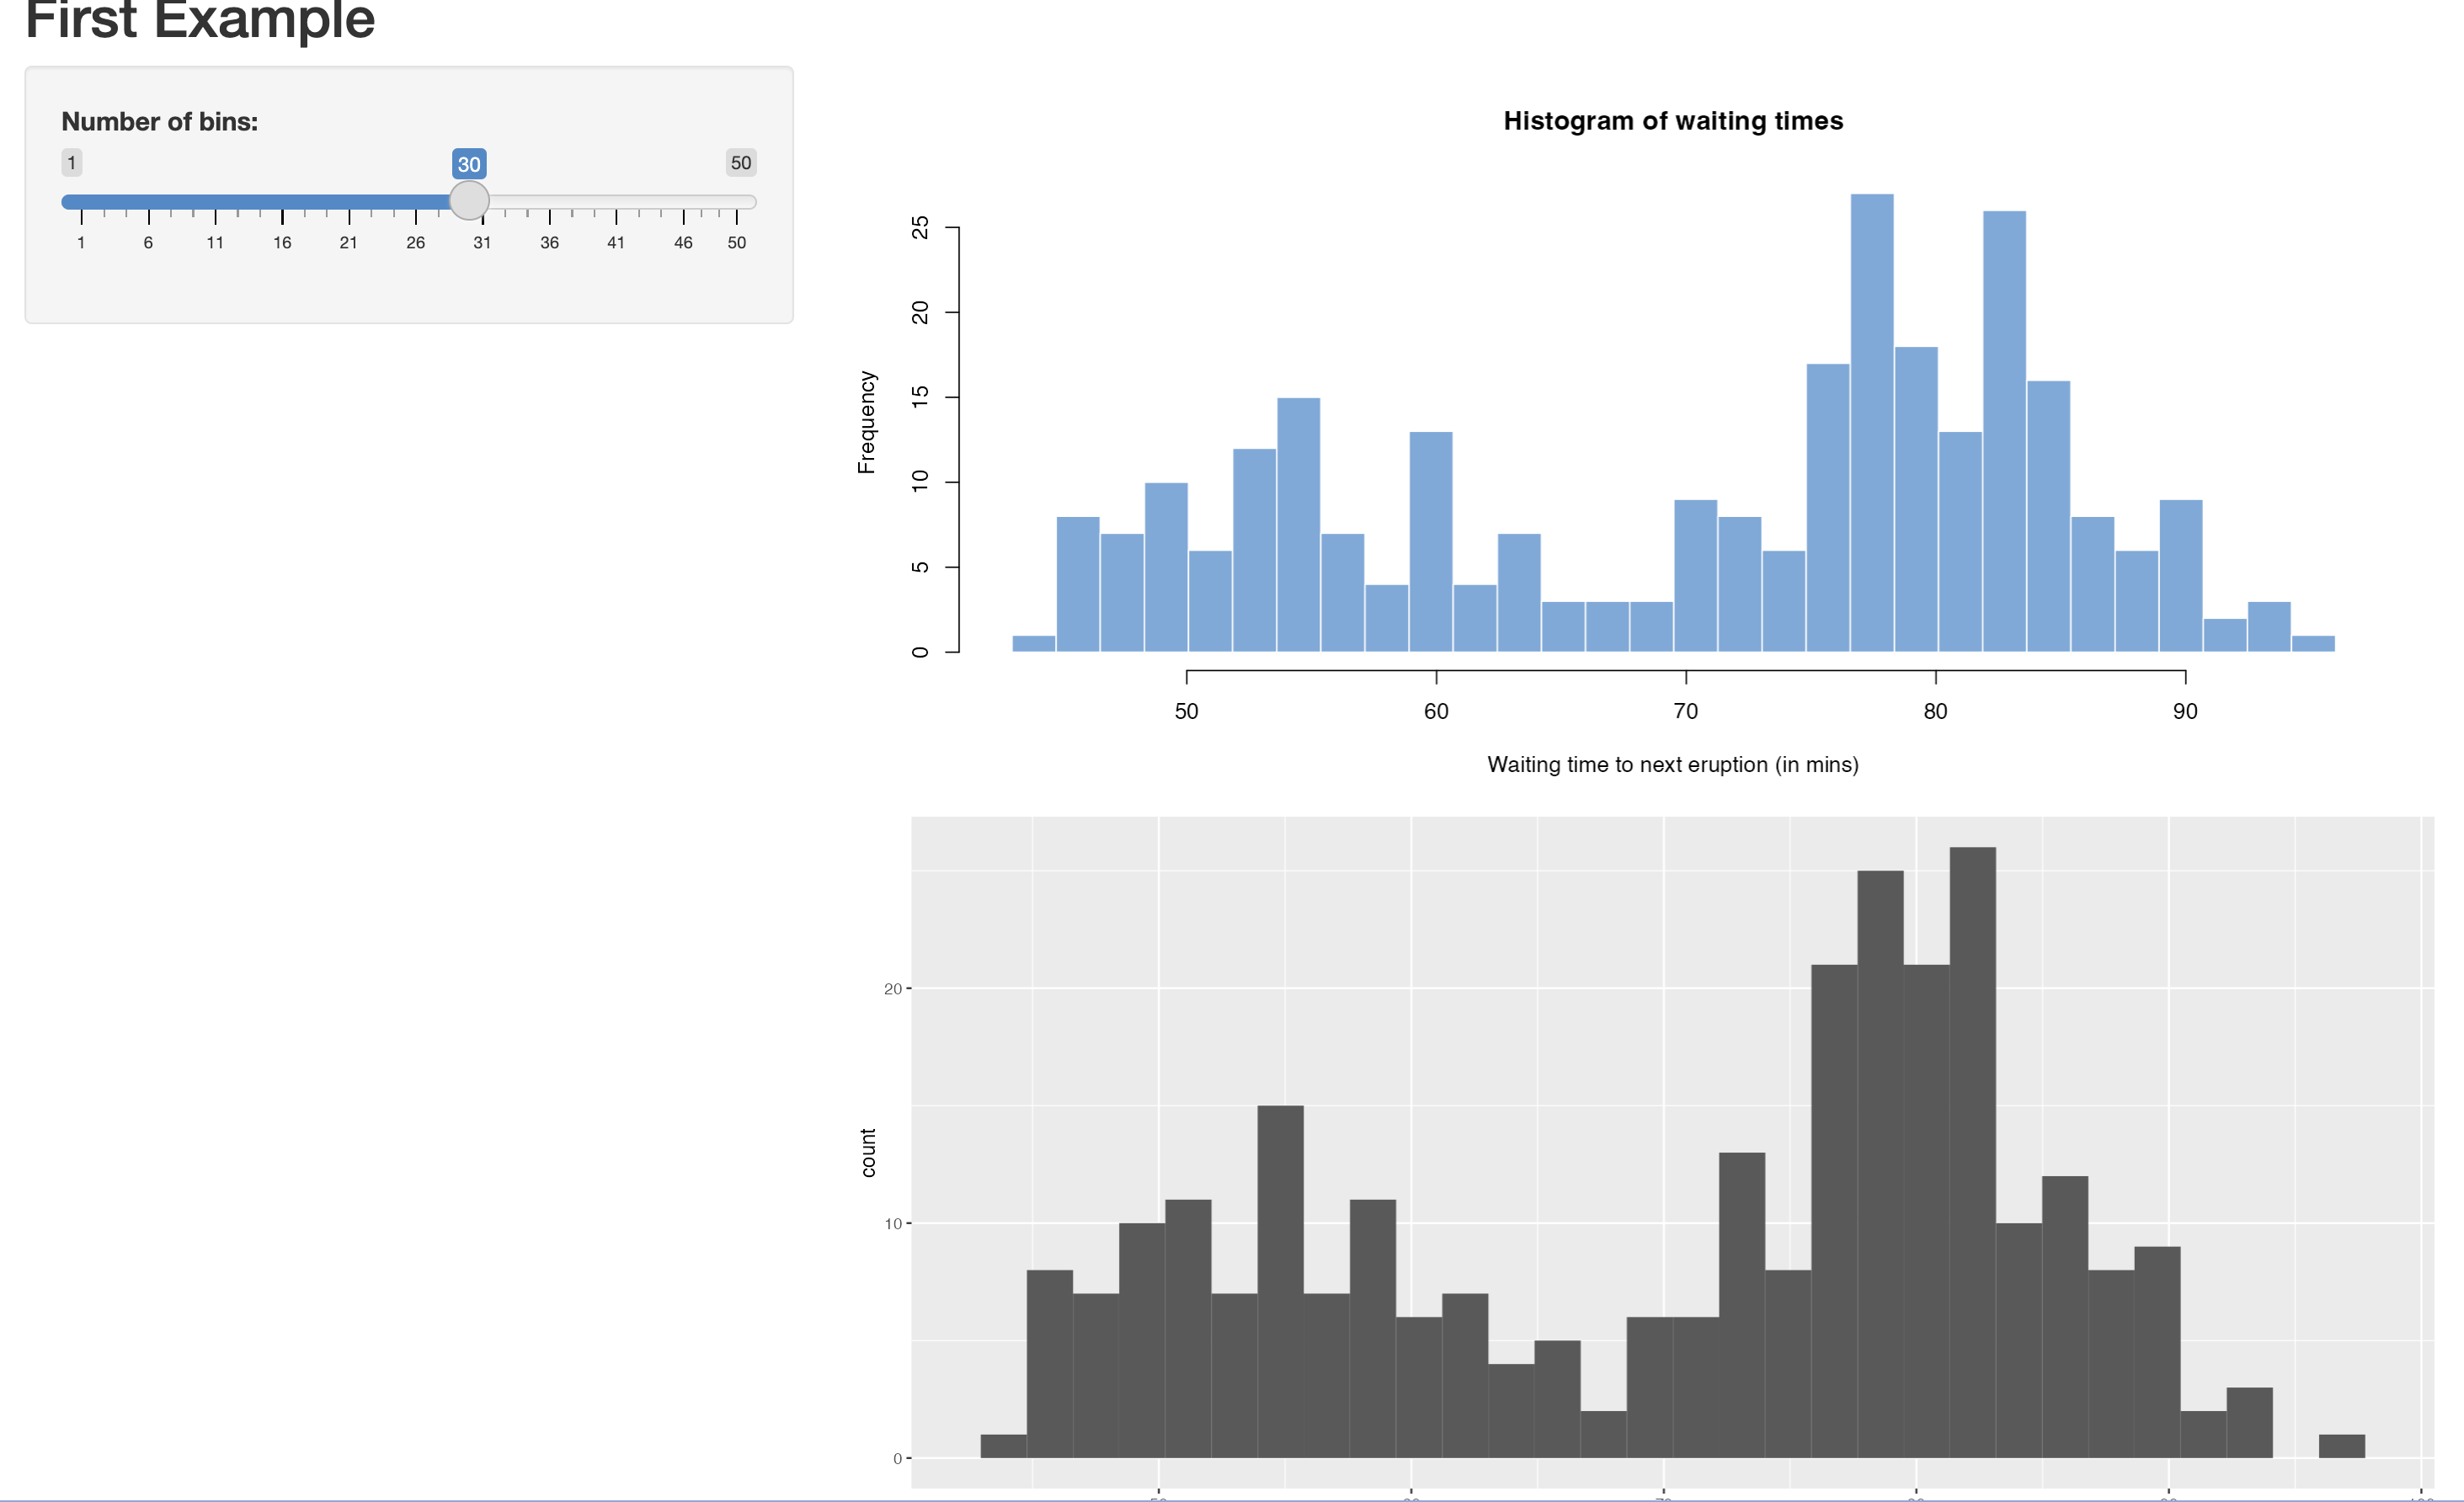 First Example
Number of bins:
1 30 50
1 6 11 16 21 26 31 36 41 46 50
Histogram of waiting times
Frequency
25
20
15
10
5
0
50 60 70 80 90
Waiting time to next eruption (in mins)
count
20
10
0